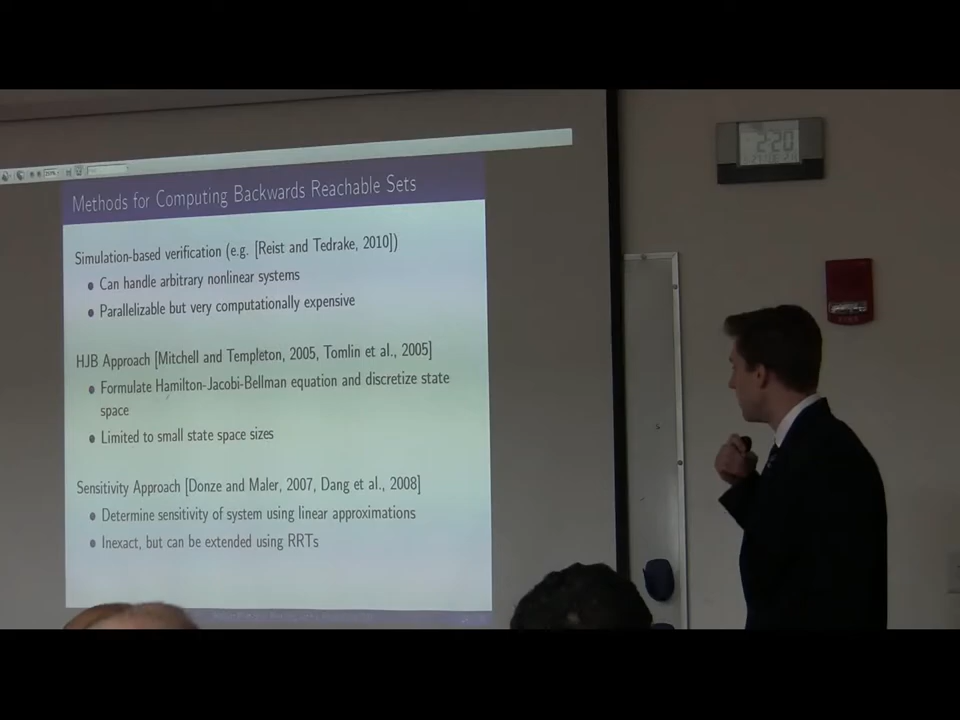 2:20
Methods for Computing Backwards Reachable Sets
Simulation-based verification (e.g. [Reist and Tedrake, 2010])
• Can handle arbitrary nonlinear systems
• Parallelizable but very computationally expensive
HJB Approach [Mitchell and Templeton, 2005, Tomlin et al., 2005]
• Formulate Hamilton-Jacobi-Bellman equation and discretize state
space
• Limited to small state space sizes
Sensitivity Approach [Donze and Maler, 2007, Dang et al., 2008]
• Determine sensitivity of system using linear approximations
• Inexact, but can be extended using RRTs